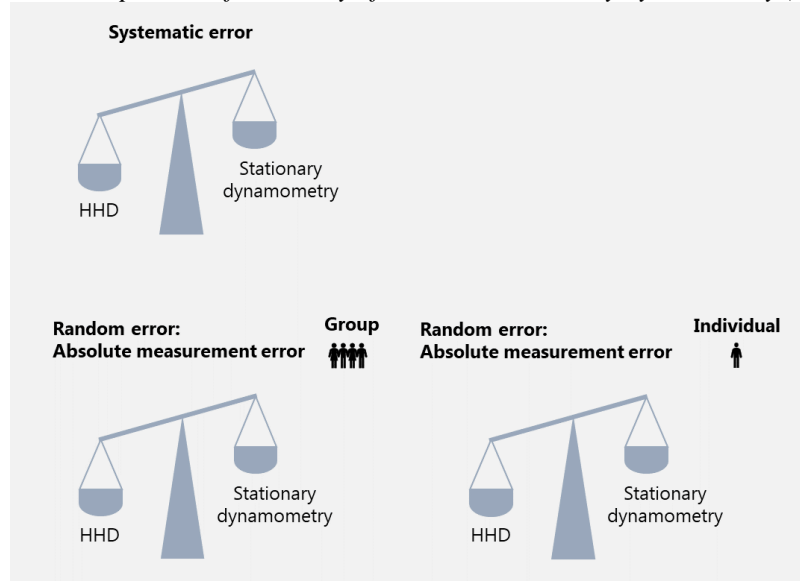 Systematic error
Stationary
dynamometry
HHD
Random error:
Absolute measurement error
Group
Random error:
Absolute measurement error
Individual
Stationary
dynamometry
HHD
Stationary
dynamometry
HHD